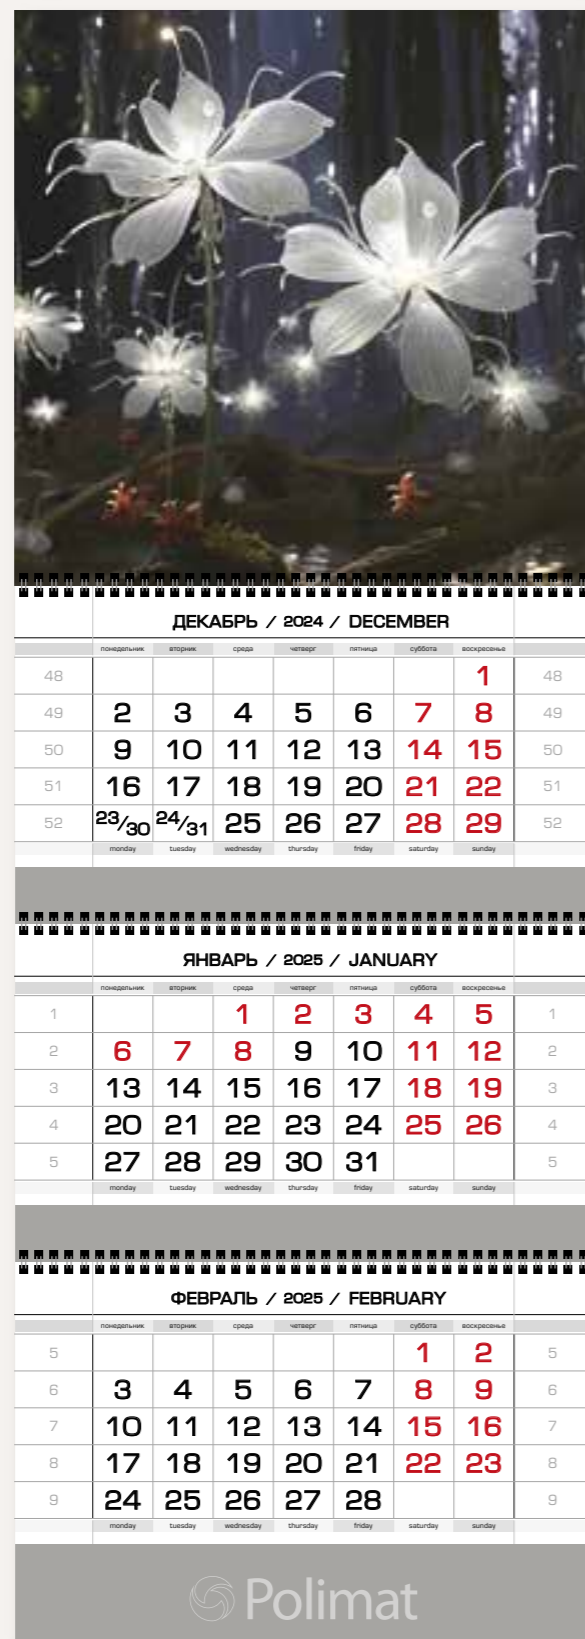 ДЕКАБРЬ / 2024 / DECEMBER
понедельник вторник среда четверг пятница суббота воскресенье
48 1 48
49 2 3 4 5 6 7 8 49
50 9 10 11 12 13 14 15 50
51 16 17 18 19 20 21 22 51
52 23/30 24/31 25 26 27 28 29 52
monday tuesday wednesday thursday friday saturday sunday
ЯНВАРЬ / 2025 / JANUARY
понедельник вторник среда четверг пятница суббота воскресенье
1 1 2 3 4 5 1
2 6 7 8 9 10 11 12 2
3 13 14 15 16 17 18 19 3
4 20 21 22 23 24 25 26 4
5 27 28 29 30 31 5
monday tuesday wednesday thursday friday saturday sunday
ФЕВРАЛЬ / 2025 / FEBRUARY
понедельник вторник среда четверг пятница суббота воскресенье
5 1 2 5
6 3 4 5 6 7 8 9 6
7 10 11 12 13 14 15 16 7
8 17 18 19 20 21 22 23 8
9 24 25 26 27 28 9
monday tuesday wednesday thursday friday saturday sunday
Polimat